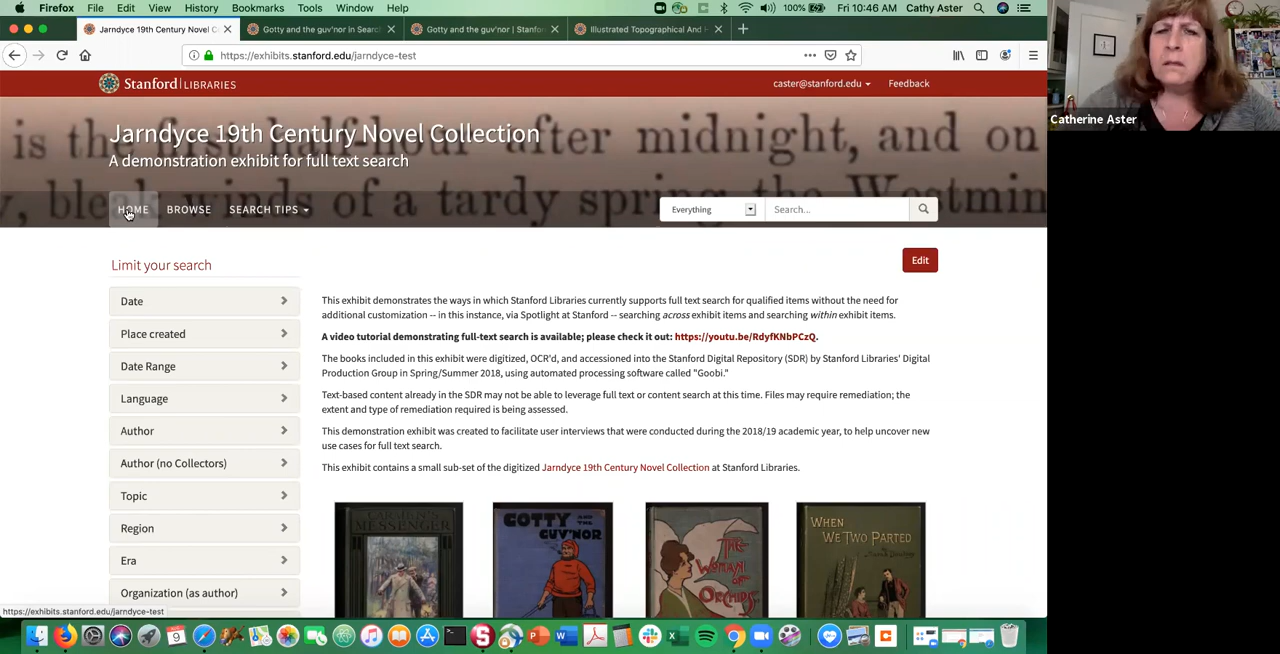 Firefox File Edit View History Bookmarks Tools Window Help 100% Fri 10:46 AM Cathy Aster
Jarndyce 19th Century Novel C
Gotty and the guv'nor in Searc
Gotty and the guv'nor | Stanfor
Illustrated Topographical And H
https://exhibits.stanford.edu/jarndyce-test
Stanford LIBRARIES
caster@stanford.edu Feedback
Jarndyce 19th Century Novel Collection
A demonstration exhibit for full text search
HOME BROWSE SEARCH TIPS
Everything Search...
Limit your search
Edit
Date
Place created
Date Range
Language
Author
Author (no Collectors)
Topic
Region
Era
Organization (as author)
This exhibit demonstrates the ways in which Stanford Libraries currently supports full text search for qualified items without the need for
additional customization -- in this instance, via Spotlight at Stanford -- searching across exhibit items and searching within exhibit items.
A video tutorial demonstrating full-text search is available; please check it out: https://youtu.be/RdyfKNbPCzQ.
The books included in this exhibit were digitized, OCR'd, and accessioned into the Stanford Digital Repository (SDR) by Stanford Libraries' Digital
Production Group in Spring/Summer 2018, using automated processing software called "Goobi."
Text-based content already in the SDR may not be able to leverage full text or content search at this time. Files may require remediation; the
extent and type of remediation required is being assessed.
This demonstration exhibit was created to facilitate user interviews that were conducted during the 2018/19 academic year, to help uncover new
use cases for full text search.
This exhibit contains a small sub-set of the digitized Jarndyce 19th Century Novel Collection at Stanford Libraries.
CARMEN'S
MESSENGER
GOTTY AND THE
GUV'NOR
THE
WOMAN
OF
ORCHIDS
WHEN
WE TWO PARTED
https://exhibits.stanford.edu/jarndyce-test
Catherine Aster